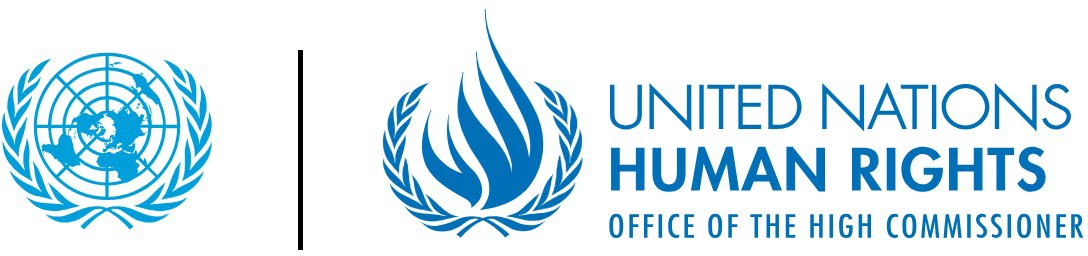 UNITED NATIONS
HUMAN RIGHTS
OFFICE OF THE HIGH COMMISSIONER